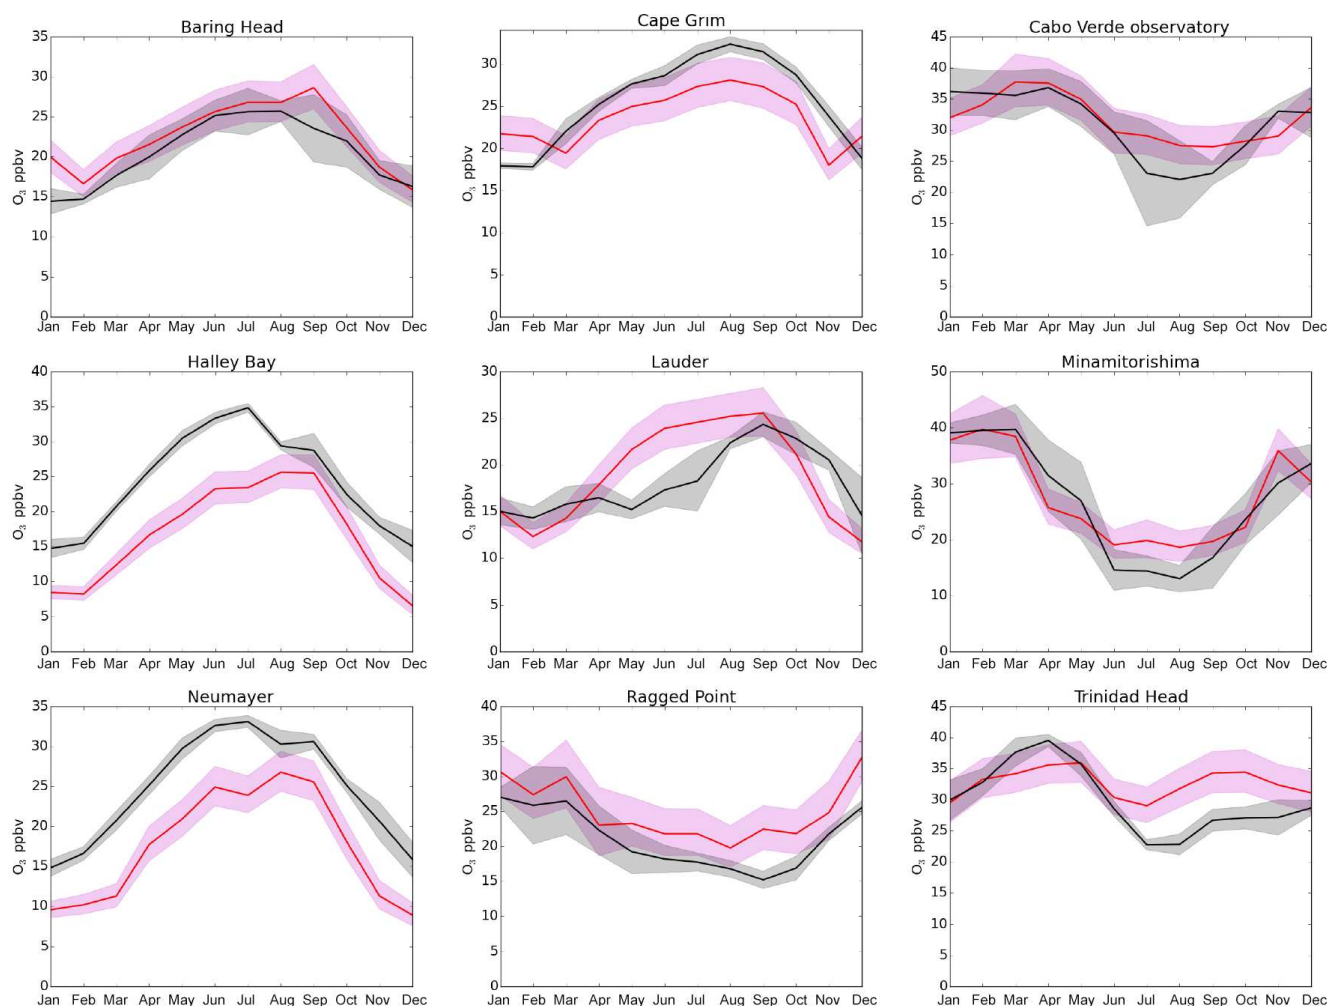 Baring Head
Cape Grim
Cabo Verde observatory
35
30
25
20
15
10
5
0
O₃ ppbv
Jan Feb Mar Apr May Jun Jul Aug Sep Oct Nov Dec
30
25
20
15
10
5
0
O₃ ppbv
Jan Feb Mar Apr May Jun Jul Aug Sep Oct Nov Dec
45
40
35
30
25
20
15
10
5
0
O₃ ppbv
Jan Feb Mar Apr May Jun Jul Aug Sep Oct Nov Dec
Halley Bay
Lauder
Minamitorishima
40
35
30
25
20
15
10
5
0
O₃ ppbv
Jan Feb Mar Apr May Jun Jul Aug Sep Oct Nov Dec
30
25
20
15
10
5
0
O₃ ppbv
Jan Feb Mar Apr May Jun Jul Aug Sep Oct Nov Dec
50
40
30
20
10
0
O₃ ppbv
Jan Feb Mar Apr May Jun Jul Aug Sep Oct Nov Dec
Neumayer
Ragged Point
Trinidad Head
35
30
25
20
15
10
5
0
O₃ ppbv
Jan Feb Mar Apr May Jun Jul Aug Sep Oct Nov Dec
40
35
30
25
20
15
10
5
0
O₃ ppbv
Jan Feb Mar Apr May Jun Jul Aug Sep Oct Nov Dec
45
40
35
30
25
20
15
10
5
0
O₃ ppbv
Jan Feb Mar Apr May Jun Jul Aug Sep Oct Nov Dec